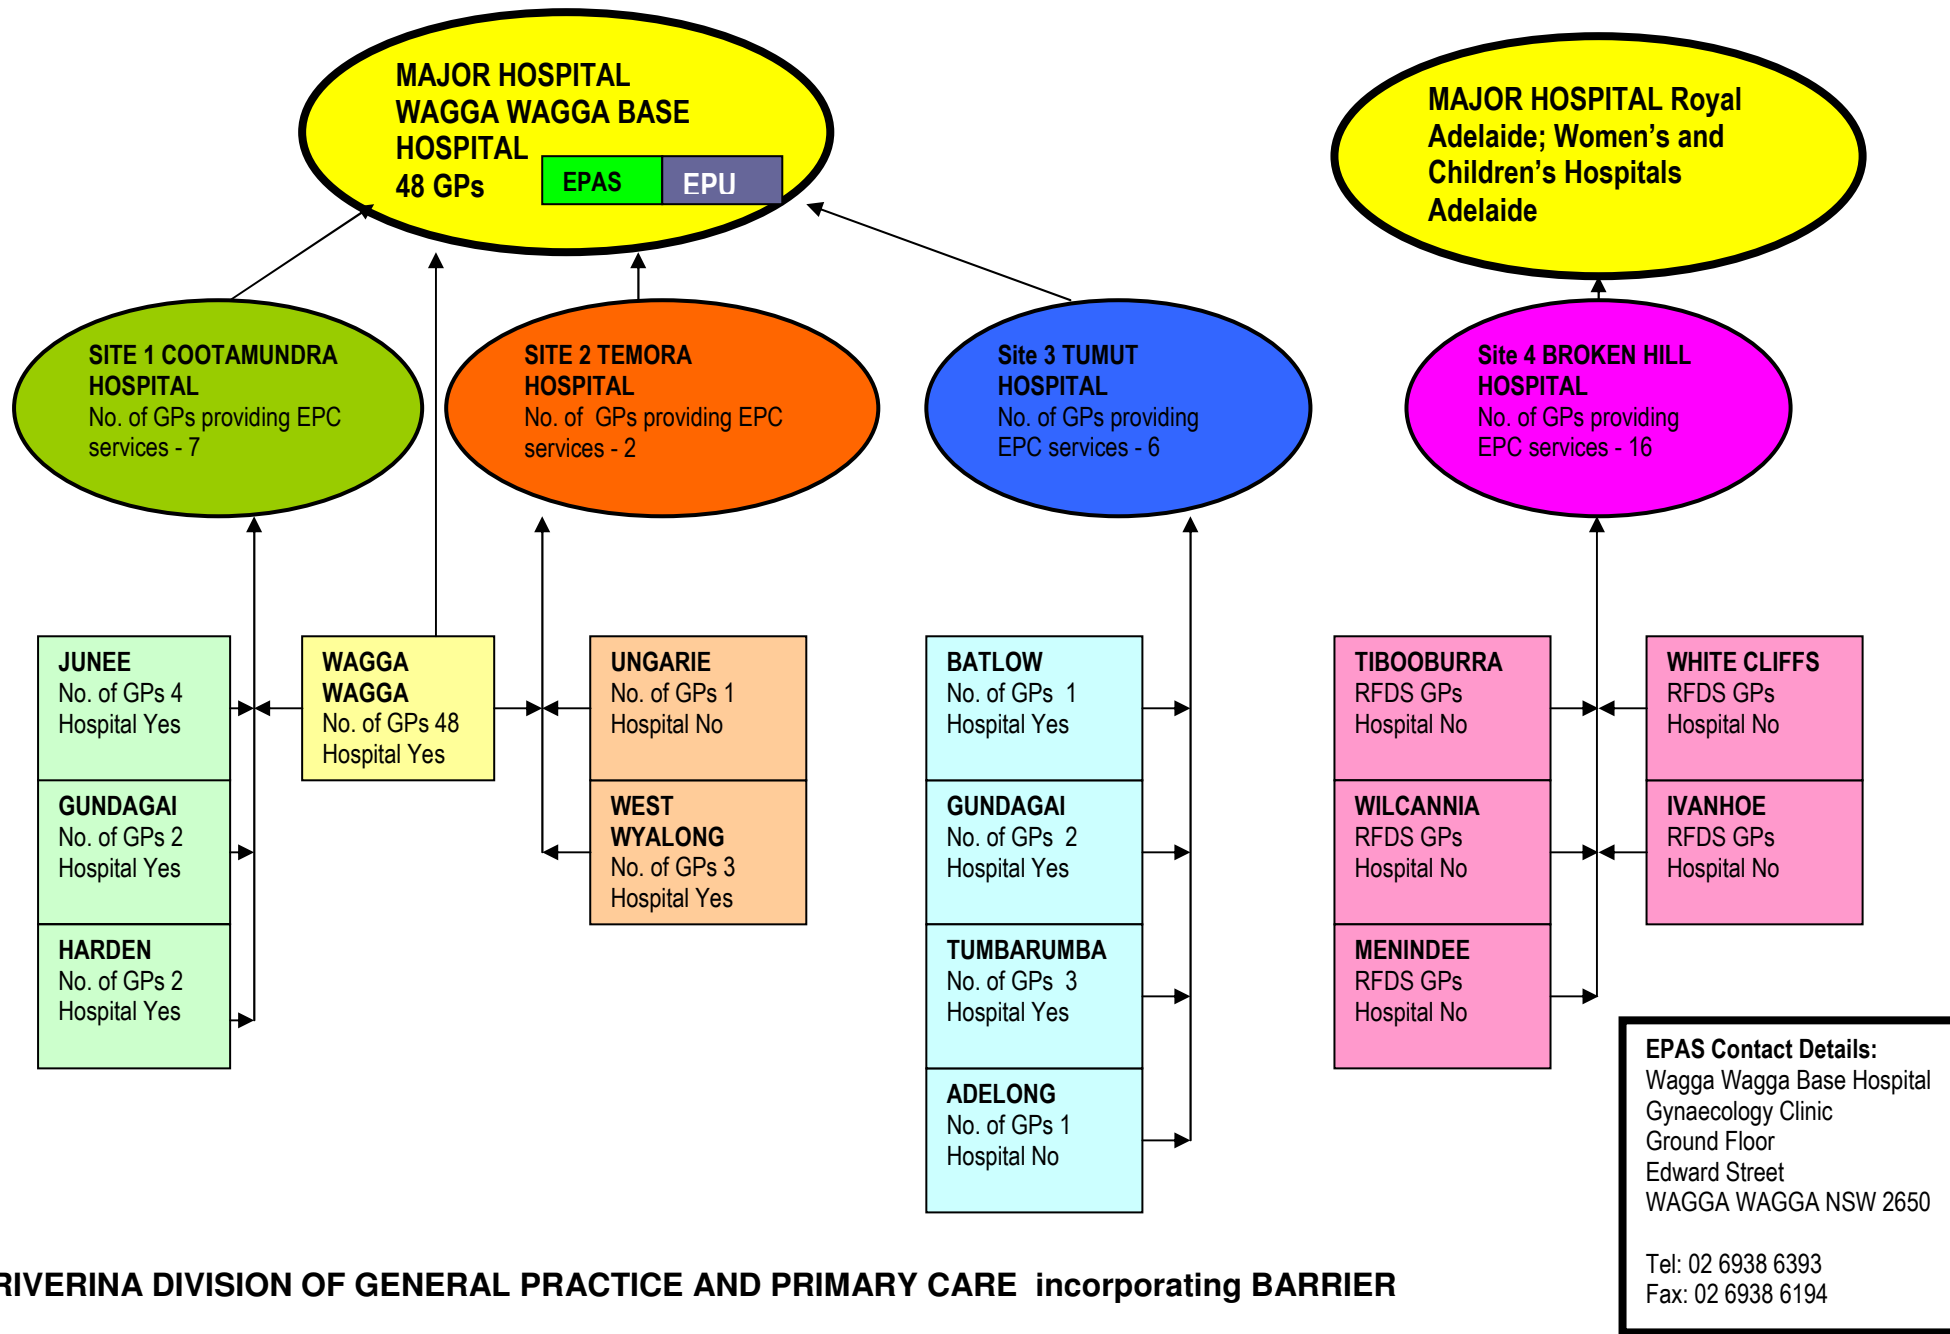 MAJOR HOSPITAL
WAGGA WAGGA BASE
HOSPITAL
48 GPs
EPAS
EPU
MAJOR HOSPITAL Royal
Adelaide; Women’s and
Children’s Hospitals
Adelaide
SITE 1 COOTAMUNDRA
HOSPITAL
No. of GPs providing EPC
services - 7
SITE 2 TEMORA
HOSPITAL
No. of GPs providing EPC
services - 2
Site 3 TUMUT
HOSPITAL
No. of GPs providing
EPC services - 6
Site 4 BROKEN HILL
HOSPITAL
No. of GPs providing
EPC services - 16
JUNEE
No. of GPs 4
Hospital Yes
GUNDAGAI
No. of GPs 2
Hospital Yes
HARDEN
No. of GPs 2
Hospital Yes
WAGGA
WAGGA
No. of GPs 48
Hospital Yes
UNGARIE
No. of GPs 1
Hospital No
WEST
WYALONG
No. of GPs 3
Hospital Yes
BATLOW
No. of GPs 1
Hospital Yes
GUNDAGAI
No. of GPs 2
Hospital Yes
TUMBARUMBA
No. of GPs 3
Hospital Yes
ADELONG
No. of GPs 1
Hospital No
TIBOOBURRA
RFDS GPs
Hospital No
WILCANNIA
RFDS GPs
Hospital No
MENINDEE
RFDS GPs
Hospital No
WHITE CLIFFS
RFDS GPs
Hospital No
IVANHOE
RFDS GPs
Hospital No
EPAS Contact Details:
Wagga Wagga Base Hospital
Gynaecology Clinic
Ground Floor
Edward Street
WAGGA WAGGA NSW 2650
Tel: 02 6938 6393
Fax: 02 6938 6194
RIVERINA DIVISION OF GENERAL PRACTICE AND PRIMARY CARE incorporating BARRIER